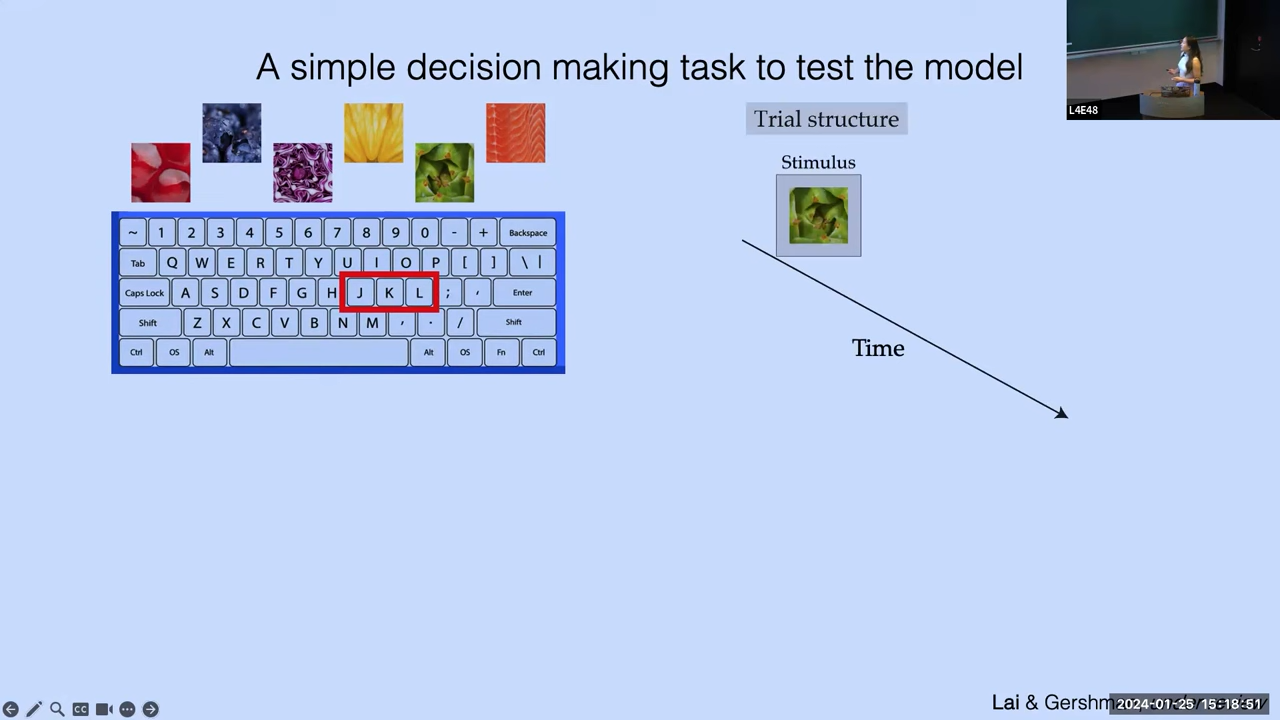 A simple decision making task to test the model
L4E48
Trial structure
Stimulus
~ 1 2 3 4 5 6 7 8 9 0 - + Backspace
Tab Q W E R T Y U I O P [ ] \ |
Caps Lock A S D F G H J K L ; ‘ Enter
Shift Z X C V B N M ‘ . / Shift
Ctrl OS Alt Alt OS Fn Ctrl
Time
CC
Lai & Gershm
2024-01-25 15:18:51